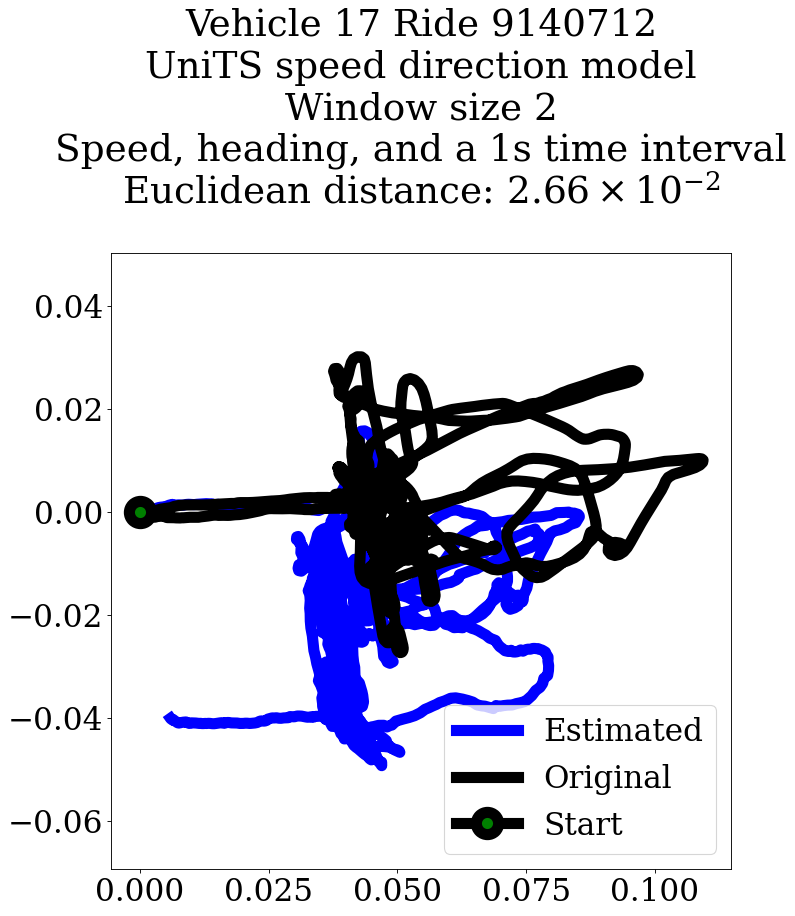 Vehicle 17 Ride 9140712
UniTS speed direction model
Window size 2
Speed, heading, and a 1s time interval
Euclidean distance: 2.66 × 10⁻²
0.04
0.02
0.00
−0.02
−0.04
−0.06
Estimated
Original
Start
0.000 0.025 0.050 0.075 0.100